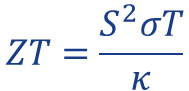 ZT = S²σT / κ